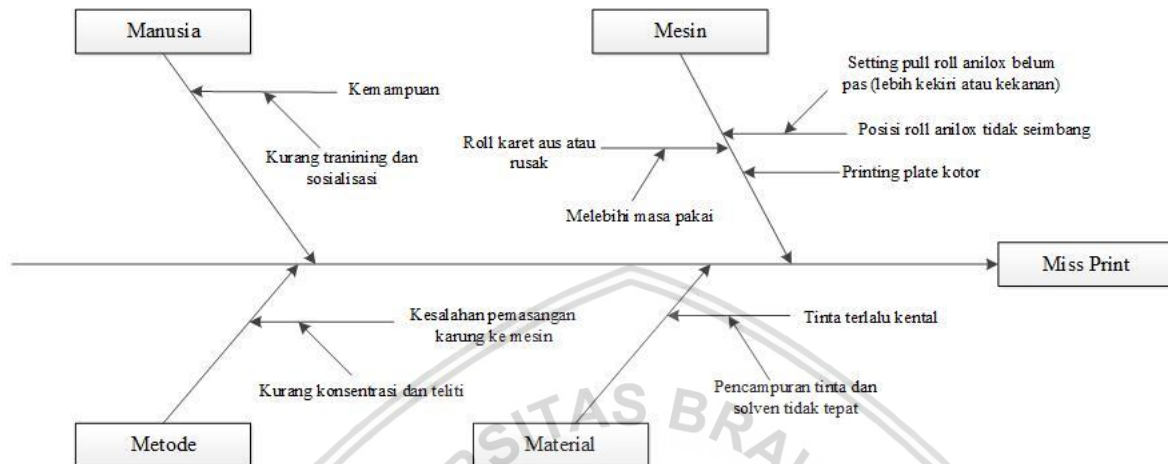 Manusia
Mesin
Kemampuan
Kurang tranining dan
sosialisasi
Setting pull roll anilox belum
pas (lebih kekiri atau kekanan)
Posisi roll anilox tidak seimbang
Roll karet aus atau
rusak
Printing plate kotor
Melebihi masa pakai
Miss Print
Kesalahan pemasangan
karung ke mesin
Tinta terlalu kental
Kurang konsentrasi dan teliti
Pencampuran tinta dan
solven tidak tepat
Metode
Material